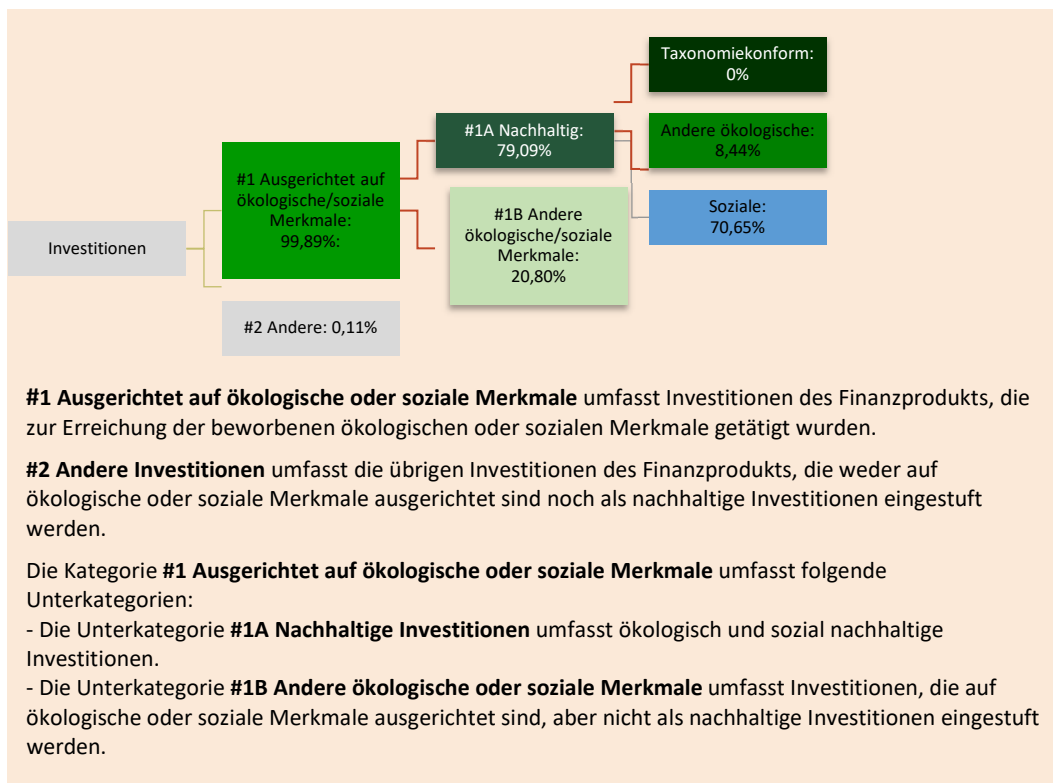 Taxonomiekonform:
0%
#1A Nachhaltig:
79,09%
Andere ökologische:
8,44%
#1 Ausgerichtet auf
ökologische/soziale
Merkmale:
99,89%:
#1B Andere
ökologische/soziale
Merkmale:
20,80%
Soziale:
70,65%
Investitionen
#2 Andere: 0,11%
#1 Ausgerichtet auf ökologische oder soziale Merkmale umfasst Investitionen des Finanzprodukts, die
zur Erreichung der beworbenen ökologischen oder sozialen Merkmale getätigt wurden.
#2 Andere Investitionen umfasst die übrigen Investitionen des Finanzprodukts, die weder auf
ökologische oder soziale Merkmale ausgerichtet sind noch als nachhaltige Investitionen eingestuft
werden.
Die Kategorie #1 Ausgerichtet auf ökologische oder soziale Merkmale umfasst folgende
Unterkategorien:
- Die Unterkategorie #1A Nachhaltige Investitionen umfasst ökologisch und sozial nachhaltige
Investitionen.
- Die Unterkategorie #1B Andere ökologische oder soziale Merkmale umfasst Investitionen, die auf
ökologische oder soziale Merkmale ausgerichtet sind, aber nicht als nachhaltige Investitionen eingestuft
werden.